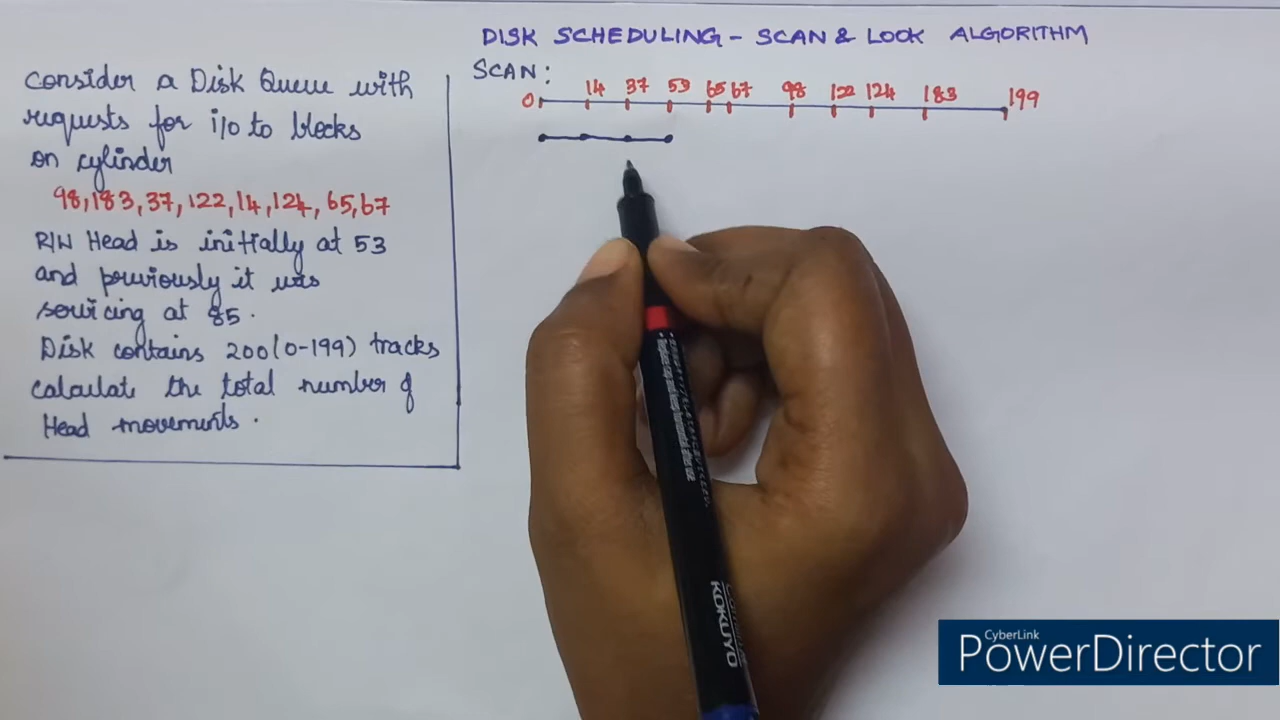 DISK SCHEDULING - SCAN & LOOK ALGORITHM
SCAN:
0 14 37 53 65 67 98 122 124 183 199
Consider a Disk Queue with
requests for i/o to blocks
on cylinder
98, 183, 37, 122, 14, 124, 65, 67
R/W Head is initially at 53
and previously it was
servicing at 85.
Disk contains 200 (0-199) tracks
calculate the total number of
Head movements.
KOKUYO
CyberLink
PowerDirector